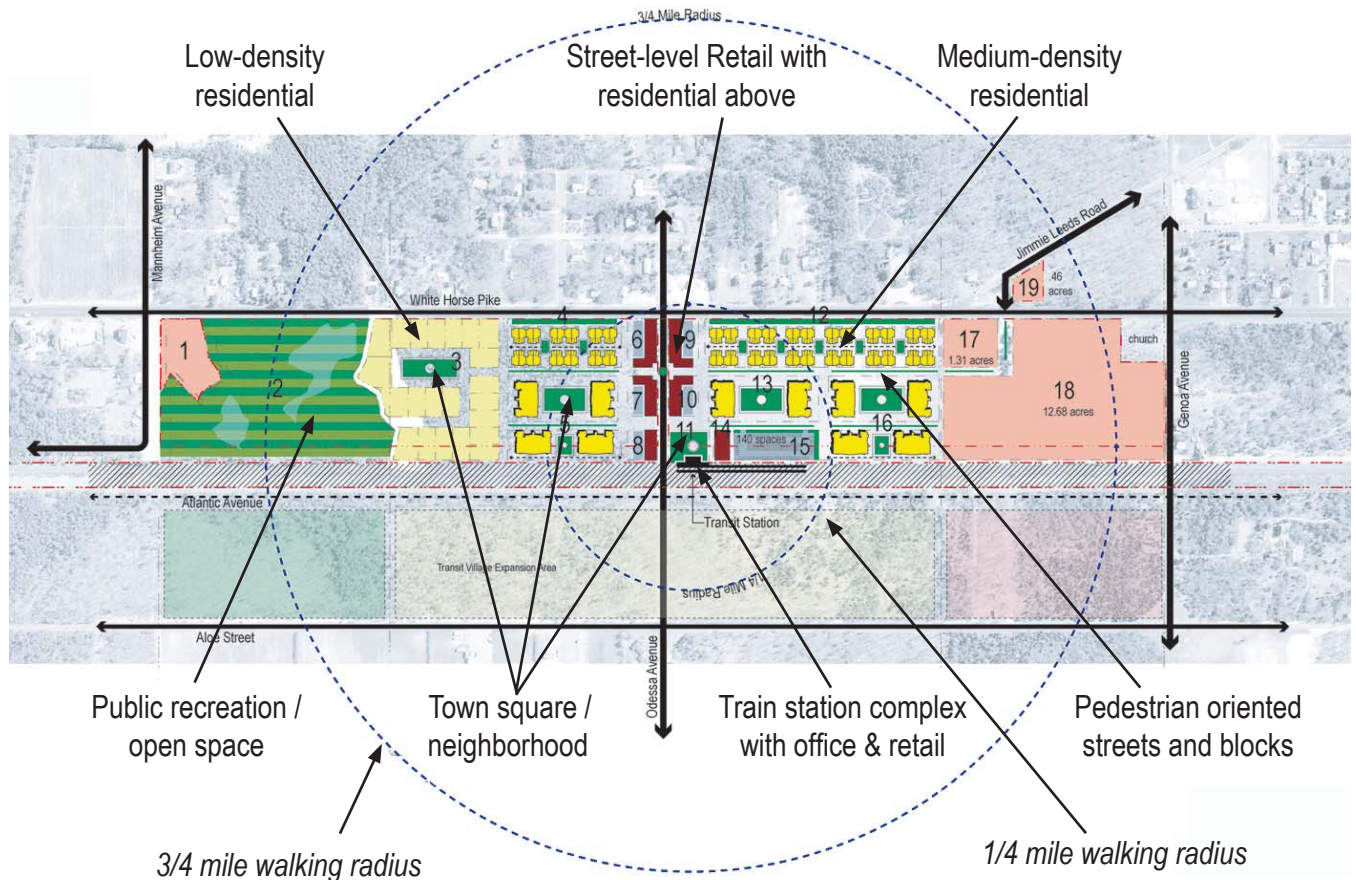 3/4 Mile Radius
Low-density
residential
Street-level Retail with
residential above
Medium-density
residential
Mannheim Avenue
Jimmie Leeds Road
19
46
acres
White Horse Pike
4
12
1
2
3
6
9
17
1.31 acres
church
18
12.68 acres
Genoa Avenue
7
10
13
5
8
11
14
140 spaces
15
16
Atlantic Avenue
Transit Station
Transit Village Expansion Area
1/4 Mile Radius
Aloe Street
Odessa Avenue
Public recreation /
open space
Town square /
neighborhood
Train station complex
with office & retail
Pedestrian oriented
streets and blocks
3/4 mile walking radius
1/4 mile walking radius